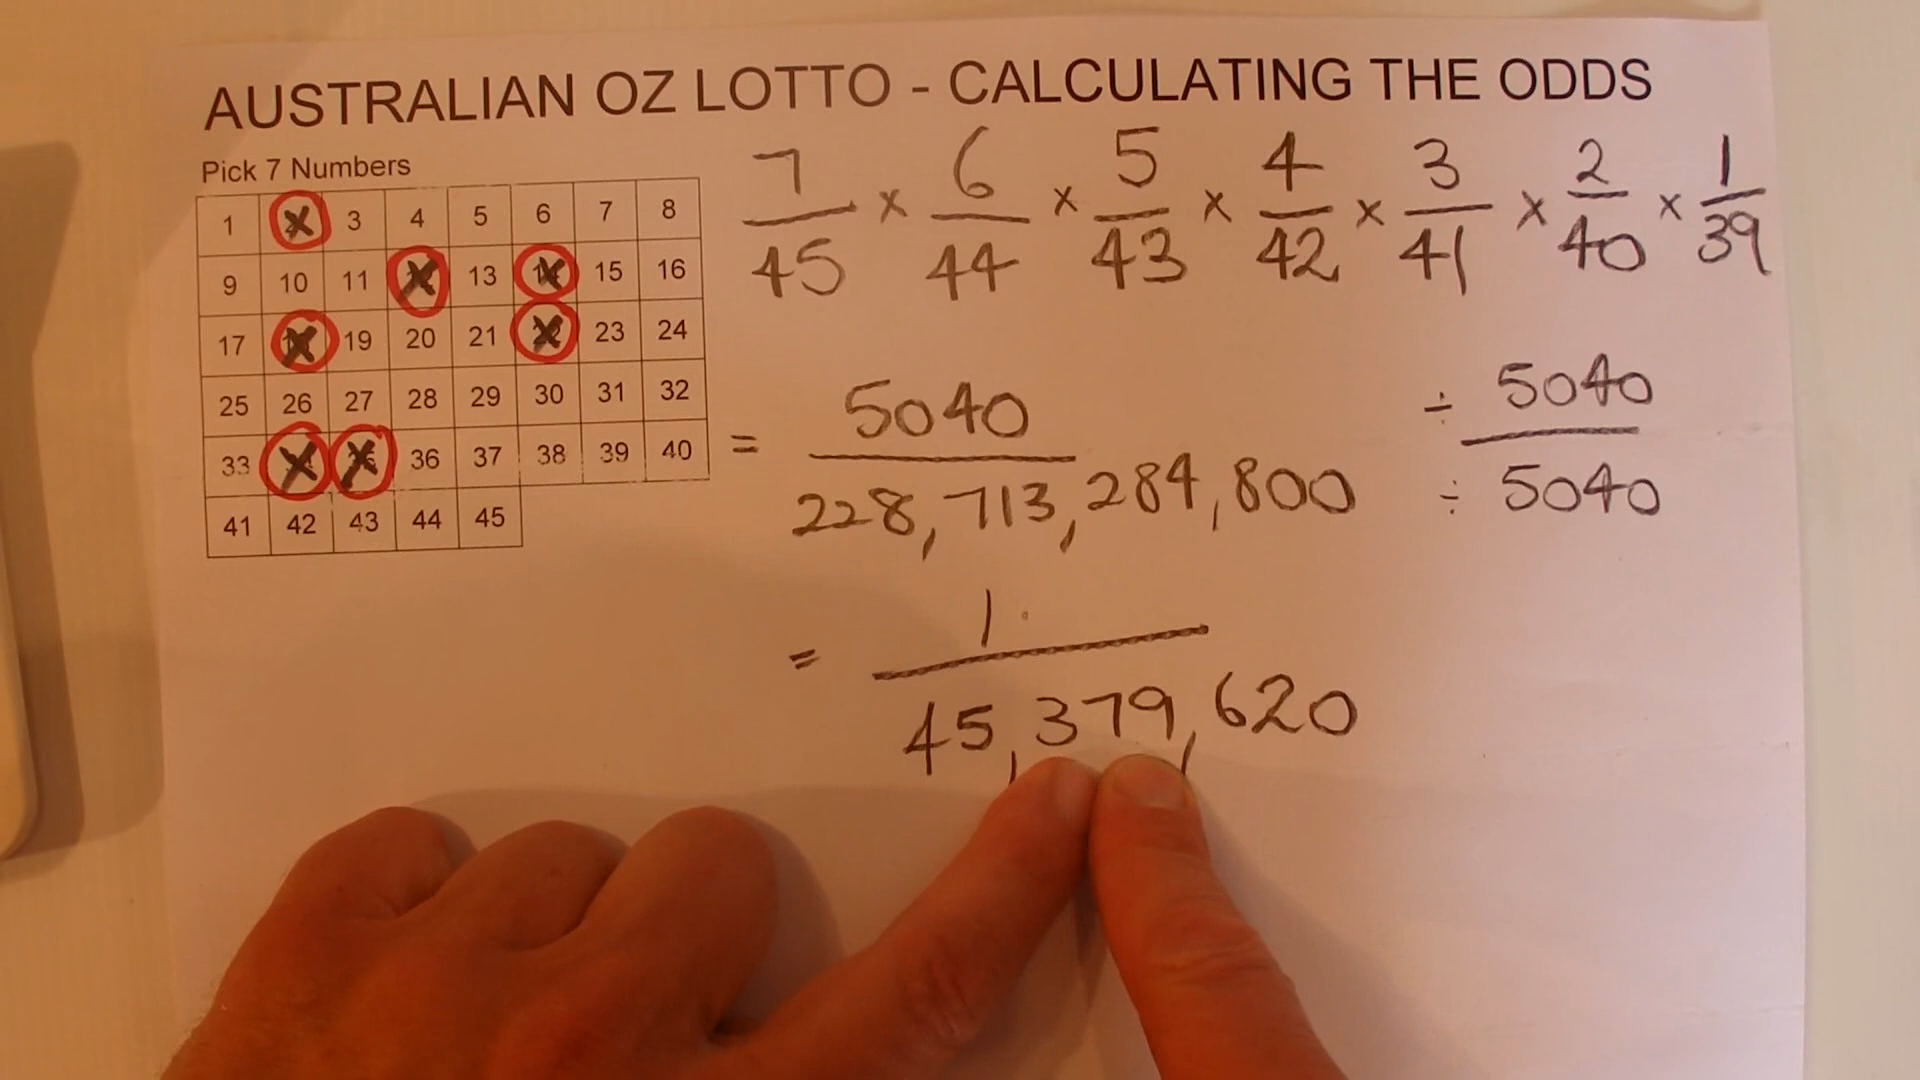 AUSTRALIAN OZ LOTTO - CALCULATING THE ODDS
Pick 7 Numbers
1 3 4 5 6 7 8
9 10 11 13 15 16
17 19 20 21 23 24
25 26 27 28 29 30 31 32
33 36 37 38 39 40
41 42 43 44 45
7/45 × 6/44 × 5/43 × 4/42 × 3/41 × 2/40 × 1/39
= 5040 / 228,713,284,800 ÷ 5040 ÷ 5040
= 1 / 45,379,620